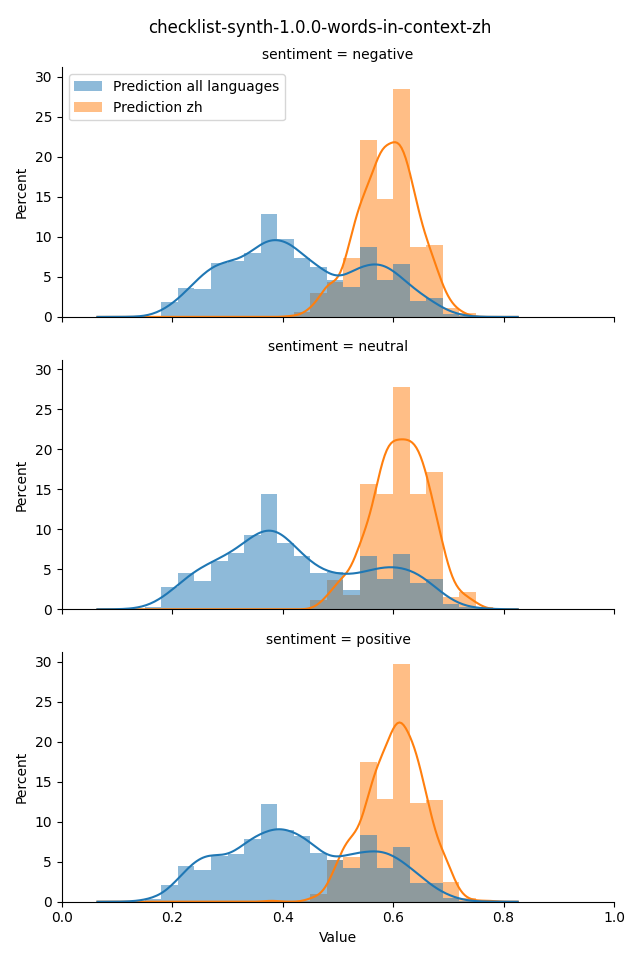 checklist-synth-1.0.0-words-in-context-zh
sentiment = negative
Prediction all languages
Prediction zh
Percent
30
25
20
15
10
5
0
sentiment = neutral
Percent
30
25
20
15
10
5
0
sentiment = positive
Percent
30
25
20
15
10
5
0
0.0 0.2 0.4 0.6 0.8 1.0
Value